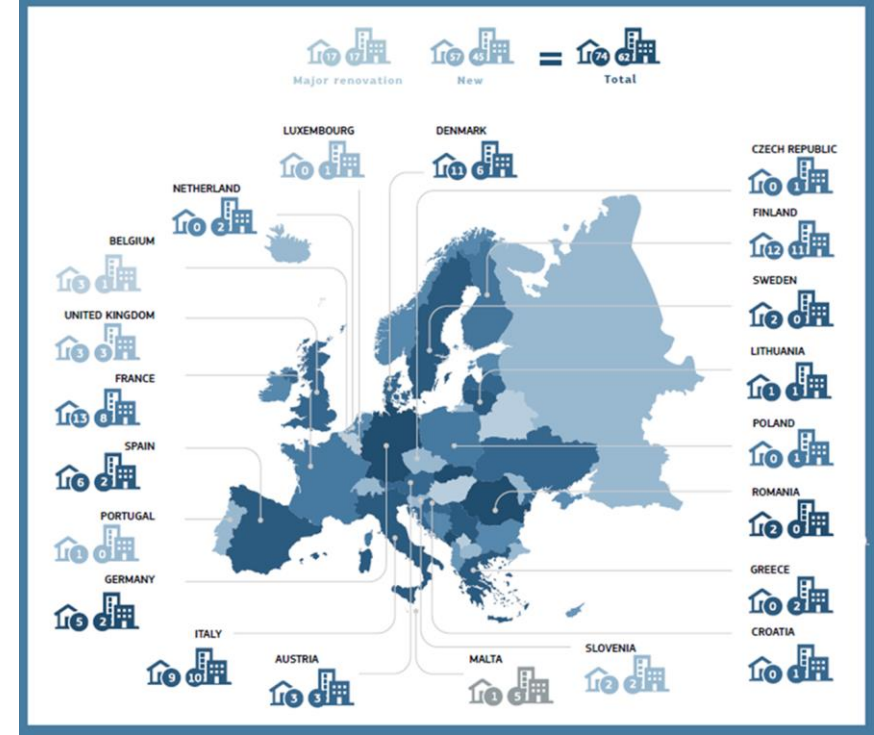 17 17 57 45 = 74 62
Major renovation New Total
LUXEMBOURG
0 1
DENMARK
11 6
CZECH REPUBLIC
0 1
NETHERLAND
0 2
FINLAND
12 11
BELGIUM
3 1
SWEDEN
2 0
UNITED KINGDOM
3 3
LITHUANIA
1 1
FRANCE
13 8
POLAND
0 1
SPAIN
6 2
ROMANIA
2 0
PORTUGAL
1 0
GREECE
0 2
GERMANY
5 2
CROATIA
0 1
ITALY
9 10
AUSTRIA
3 3
MALTA
1 5
SLOVENIA
2 2